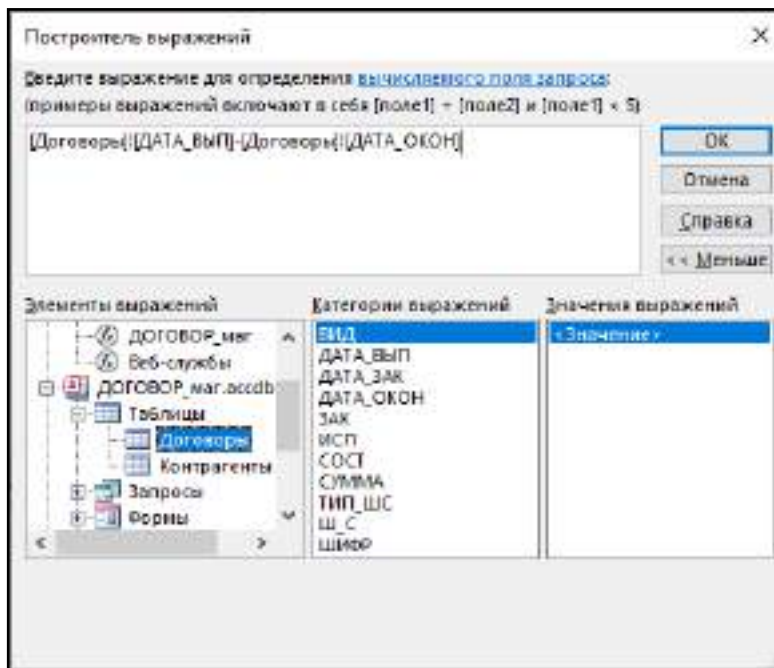 Построитель выражений
Введите выражение для определения вычисляемого поля запроса:
(примеры выражений включают в себя [поле1] + [поле2] и [поле1] < 5)
[Договоры]![ДАТА_ВЫП]-[Договоры]![ДАТА_ОКОН]
ОК
Отмена
Справка
<< Меньше
Элементы выражений
ДОГОВОР_маг
Веб-службы
ДОГОВОР_маг.accdb
Таблицы
Договоры
Контрагенты
Запросы
Формы
Категории выражений
ВИД
ДАТА_ВЫП
ДАТА_ЗАК
ДАТА_ОКОН
ЗАК
ИСП
СОСТ
СУММА
ТИП_ШС
Ш_С
ШИФР
Значения выражений
<Значение>